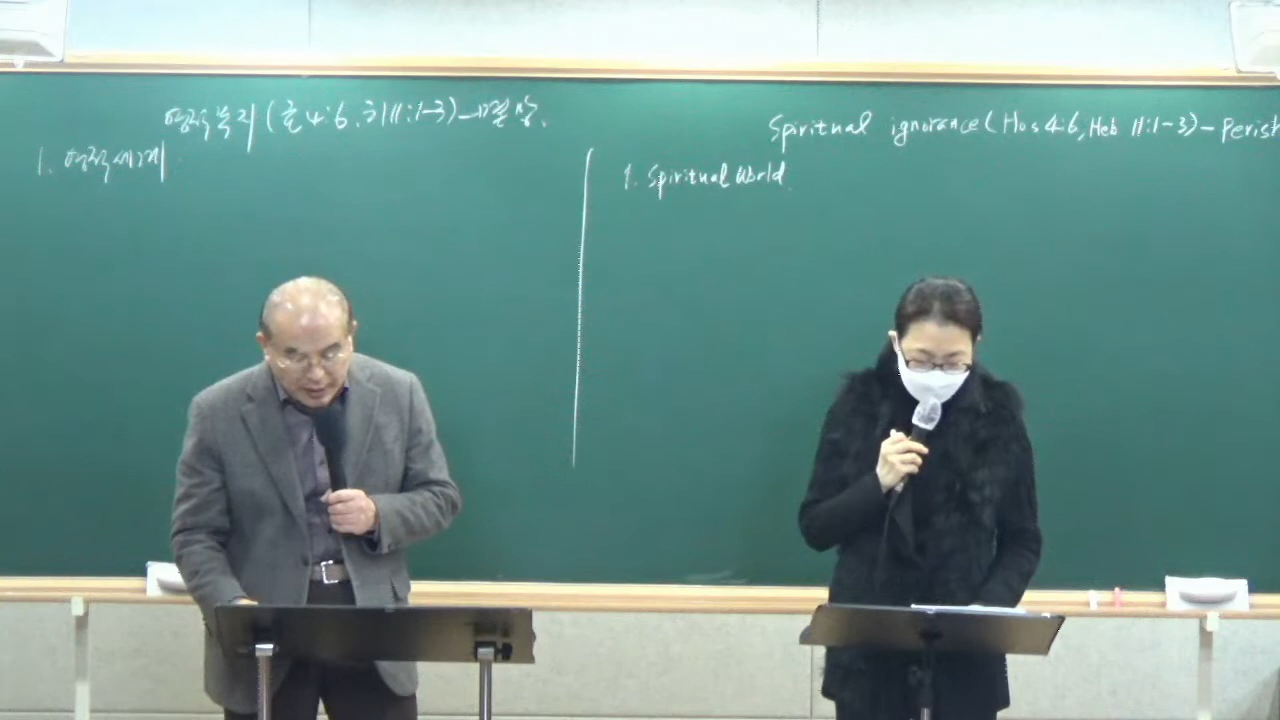 영적무지(호4:6, 히11:1-3)-멸망.
1. 영적세계
Spiritual ignorance(Hos 4:6, Heb 11:1-3)-Perish
1. Spiritual World